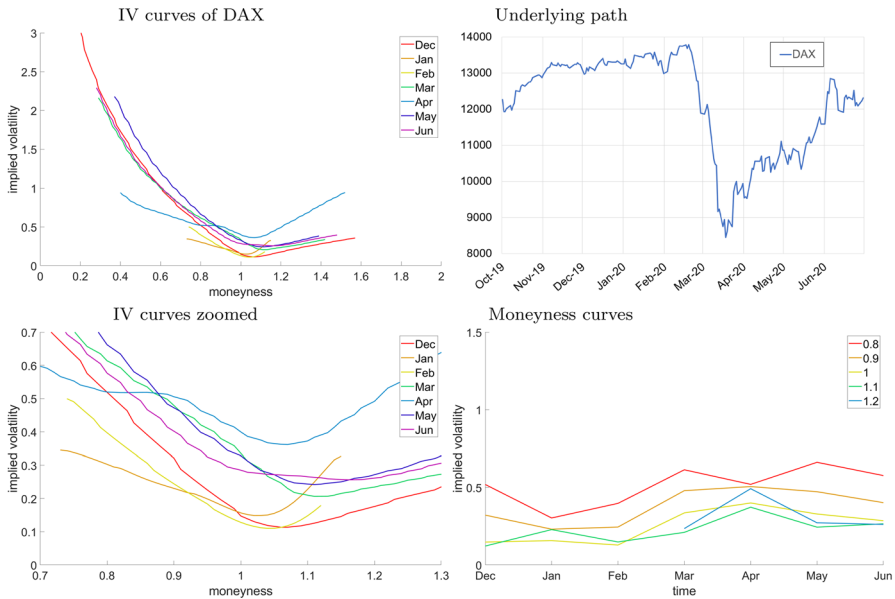 IV curves of DAX
3
2.5
2
1.5
1
0.5
0
implied volatility
0 0.2 0.4 0.6 0.8 1 1.2 1.4 1.6 1.8 2
moneyness
Dec
Jan
Feb
Mar
Apr
May
Jun
Underlying path
14000
13000
12000
11000
10000
9000
8000
DAX
Oct-19 Nov-19 Dec-19 Jan-20 Feb-20 Mar-20 Apr-20 May-20 Jun-20
IV curves zoomed
0.7
0.6
0.5
0.4
0.3
0.2
0.1
0
implied volatility
0.7 0.8 0.9 1 1.1 1.2 1.3
moneyness
Dec
Jan
Feb
Mar
Apr
May
Jun
Moneyness curves
1.5
1
0.5
0
implied volatility
Dec Jan Feb Mar Apr May Jun
time
0.8
0.9
1
1.1
1.2